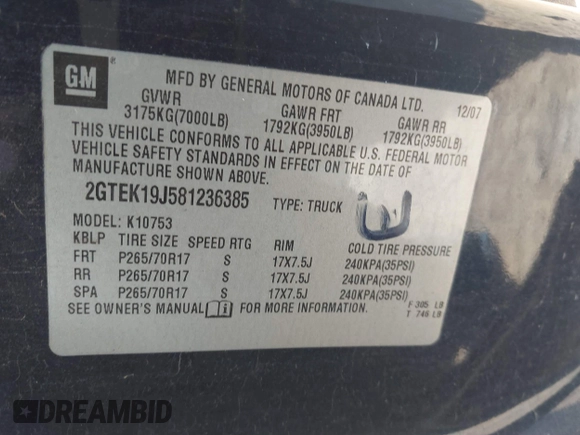 GM
MFD BY GENERAL MOTORS OF CANADA LTD.
12/07
GVWR GAWR FRT GAWR RR
3175KG(7000LB) 1792KG(3950LB) 1792KG(3950LB)
THIS VEHICLE CONFORMS TO ALL APPLICABLE U.S. FEDERAL MOTOR
VEHICLE SAFETY STANDARDS IN EFFECT ON THE DATE OF
MANUFACTURE SHOWN ABOVE.
2GTEK19J581236385 TYPE: TRUCK
MODEL: K10753
KBLP TIRE SIZE SPEED RTG RIM COLD TIRE PRESSURE
FRT P265/70R17 S 17X7.5J 240KPA(35PSI)
RR P265/70R17 S 17X7.5J 240KPA(35PSI)
SPA P265/70R17 S 17X7.5J 240KPA(35PSI)
SEE OWNER'S MANUAL i FOR MORE INFORMATION.
F 305 LB
T 746 LB
DREAMBID